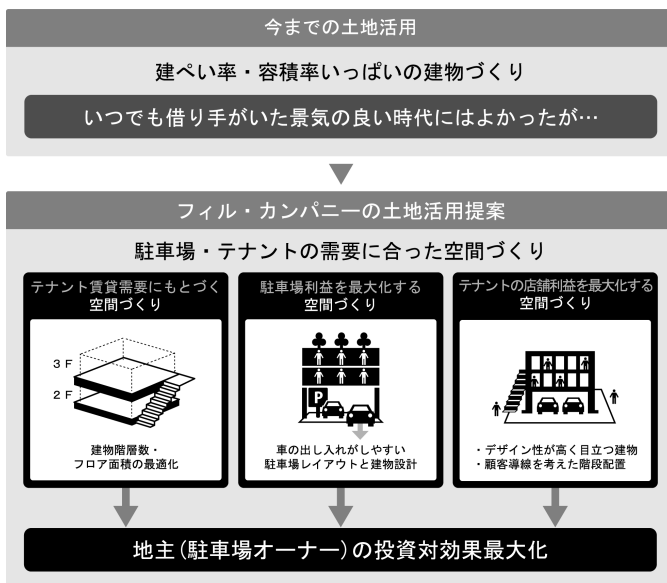 今までの土地活用
建ぺい率・容積率いっぱいの建物づくり
いつでも借り手がいた景気の良い時代にはよかったが…
フィル・カンパニーの土地活用提案
駐車場・テナントの需要に合った空間づくり
テナント賃貸需要にもとづく
空間づくり
3F
2F
建物階層数・
フロア面積の最適化
駐車場利益を最大化する
空間づくり
P
車の出し入れがしやすい
駐車場レイアウトと建物設計
テナントの店舗利益を最大化する
空間づくり
・デザイン性が高く目立つ建物
・顧客導線を考えた階段配置
地主(駐車場オーナー)の投資対効果最大化